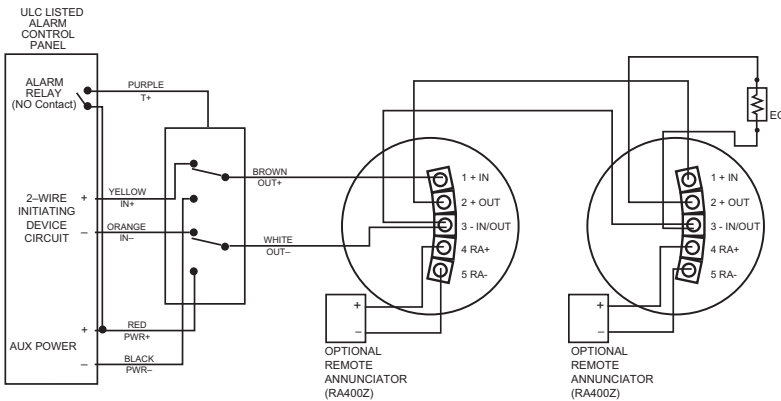 ULC LISTED
ALARM
CONTROL
PANEL
ALARM
RELAY
(NO Contact)
PURPLE
T+
2–WIRE
INITIATING
DEVICE
CIRCUIT
+
–
YELLOW
IN+
ORANGE
IN–
BROWN
OUT+
WHITE
OUT–
AUX POWER
+
–
RED
PWR+
BLACK
PWR–
1 + IN
2 + OUT
3 - IN/OUT
4 RA+
5 RA-
+
–
OPTIONAL
REMOTE
ANNUNCIATOR
(RA400Z)
1 + IN
2 + OUT
3 - IN/OUT
4 RA+
5 RA-
+
–
OPTIONAL
REMOTE
ANNUNCIATOR
(RA400Z)